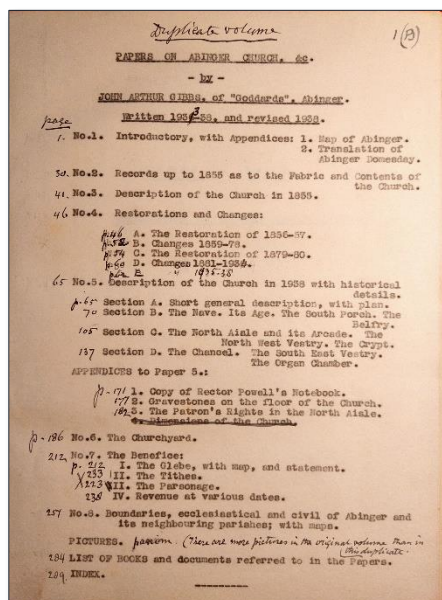 Duplicate volume
1 (B)
PAPERS ON ABINGER CHURCH, &c.
- by -
JOHN ARTHUR GIBBS, of "Goddards", Abinger.
Written 1933-38, and revised 1938.
page
1. No.1. Introductory, with Appendices: 1. Map of Abinger.
2. Translation of
Abinger Domesday.
30. No.2. Records up to 1855 as to the Fabric and Contents of
the Church.
41. No.3. Description of the Church in 1855.
46 No.4. Restorations and Changes:
p.46 A. The Restoration of 1856-57.
p.52 B. Changes 1859-78.
p.54 C. The Restoration of 1879-80.
p.60 D. Changes 1881-1934.
p.62 E " 1935-38
65 No.5. Description of the Church in 1938 with historical
details.
p.65 Section A. Short general description, with plan.
70 Section B. The Nave. Its Age. The South Porch. The
Belfry.
105 Section C. The North Aisle and its Arcade. The
North West Vestry. The Crypt.
137 Section D. The Chancel. The South East Vestry.
The Organ Chamber.
APPENDICES to Paper 5.:
p-171 1. Copy of Rector Powell's Notebook.
177 2. Gravestones on the floor of the Church.
182 3. The Patron's Rights in the North Aisle.
4. Dimensions of the Church.
p-186 No.6. The Churchyard.
212 No.7. The Benefice:
p. 212 I. The Glebe, with map, and statement.
233 II. The Tithes.
223 III. The Parsonage.
238 IV. Revenue at various dates.
257 No.8. Boundaries, ecclesiastical and civil of Abinger and
its neighbouring parishes; with maps.
PICTURES. passim. (There are more pictures in the original volume than in
this duplicate.
284 LIST OF BOOKS and documents referred to in the Papers.
289. INDEX.